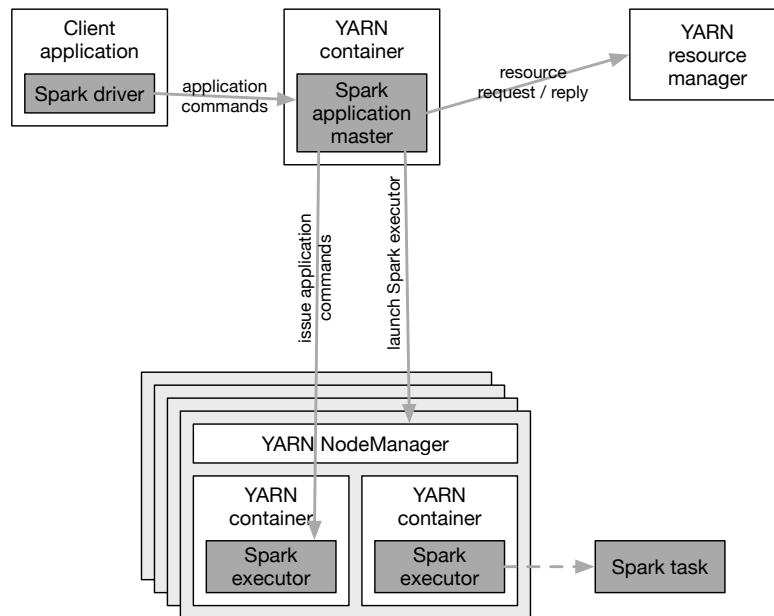 Client
application
Spark driver
application
commands
YARN
container
Spark
application
master
resource
request / reply
YARN
resource
manager
issue application
commands
launch Spark executor
YARN NodeManager
YARN
container
Spark
executor
YARN
container
Spark
executor
Spark task